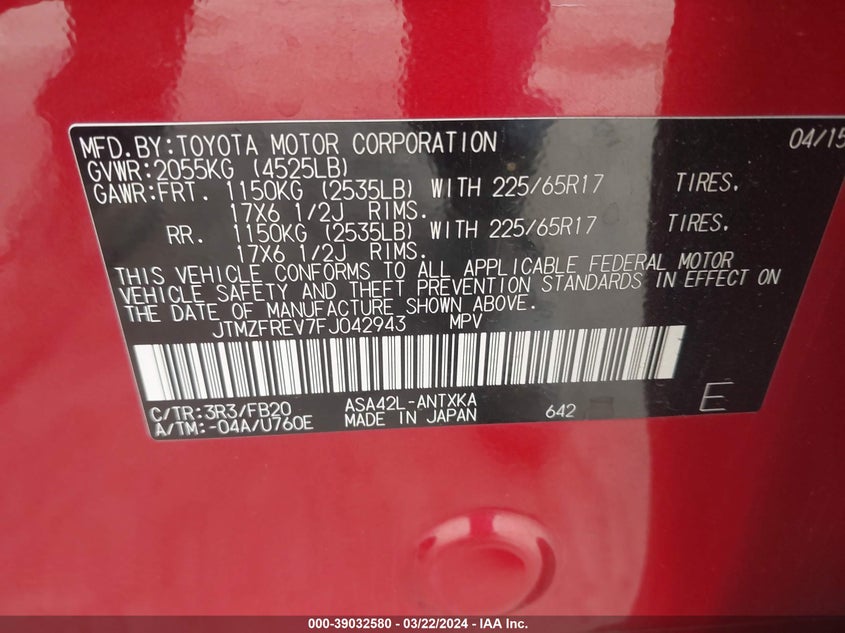 MFD.BY:TOYOTA MOTOR CORPORATION 04/15
GVWR:2055KG (4525LB)
GAWR:FRT. 1150KG (2535LB) WITH 225/65R17 TIRES.
17X6 1/2J RIMS.
RR. 1150KG (2535LB) WITH 225/65R17 TIRES.
17X6 1/2J RIMS.
THIS VEHICLE CONFORMS TO ALL APPLICABLE FEDERAL MOTOR
VEHICLE SAFETY AND THEFT PREVENTION STANDARDS IN EFFECT ON
THE DATE OF MANUFACTURE SHOWN ABOVE.
JTMZFREV7FJ042943 MPV
C/TR:3R3/FB20 ASA42L-ANTXKA
A/TM:-04A/U760E MADE IN JAPAN 642 E
000-39032580 - 03/22/2024 - IAA Inc.